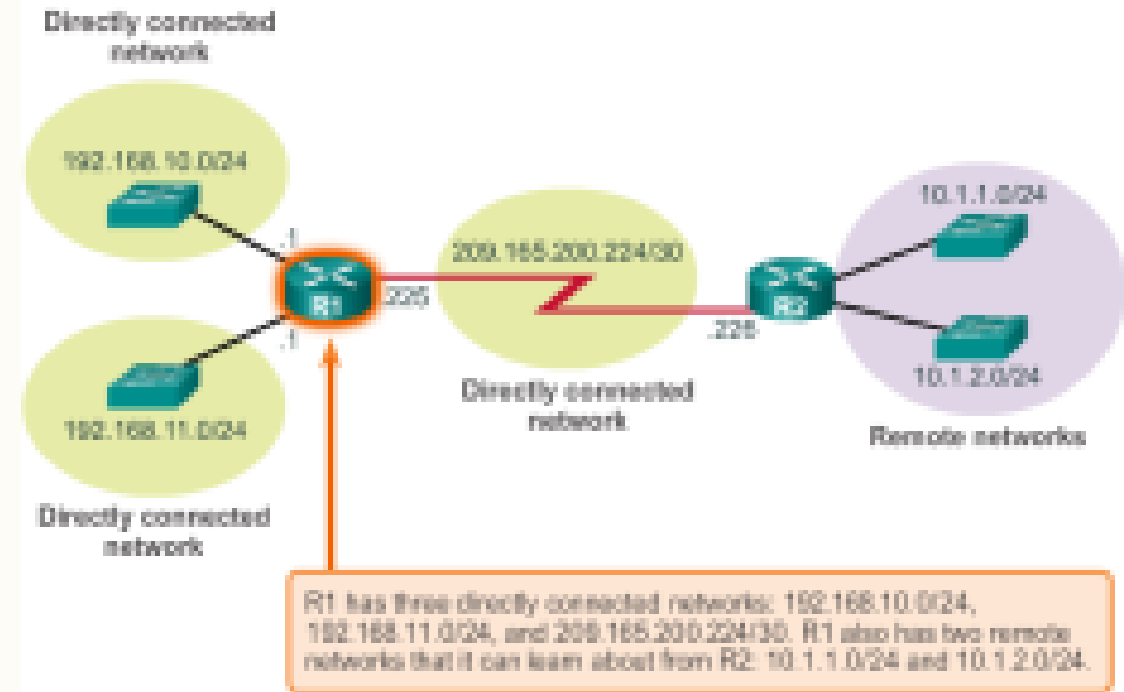 Directly connected
network
192.168.10.0/24
.1
R1
.1
192.168.11.0/24
Directly connected
network
209.165.200.224/30
.225
.226
Directly connected
network
R2
10.1.1.0/24
10.1.2.0/24
Remote networks
R1 has three directly connected networks: 192.168.10.0/24,
192.168.11.0/24, and 209.165.200.224/30. R1 also has two remote
networks that it can learn about from R2: 10.1.1.0/24 and 10.1.2.0/24.